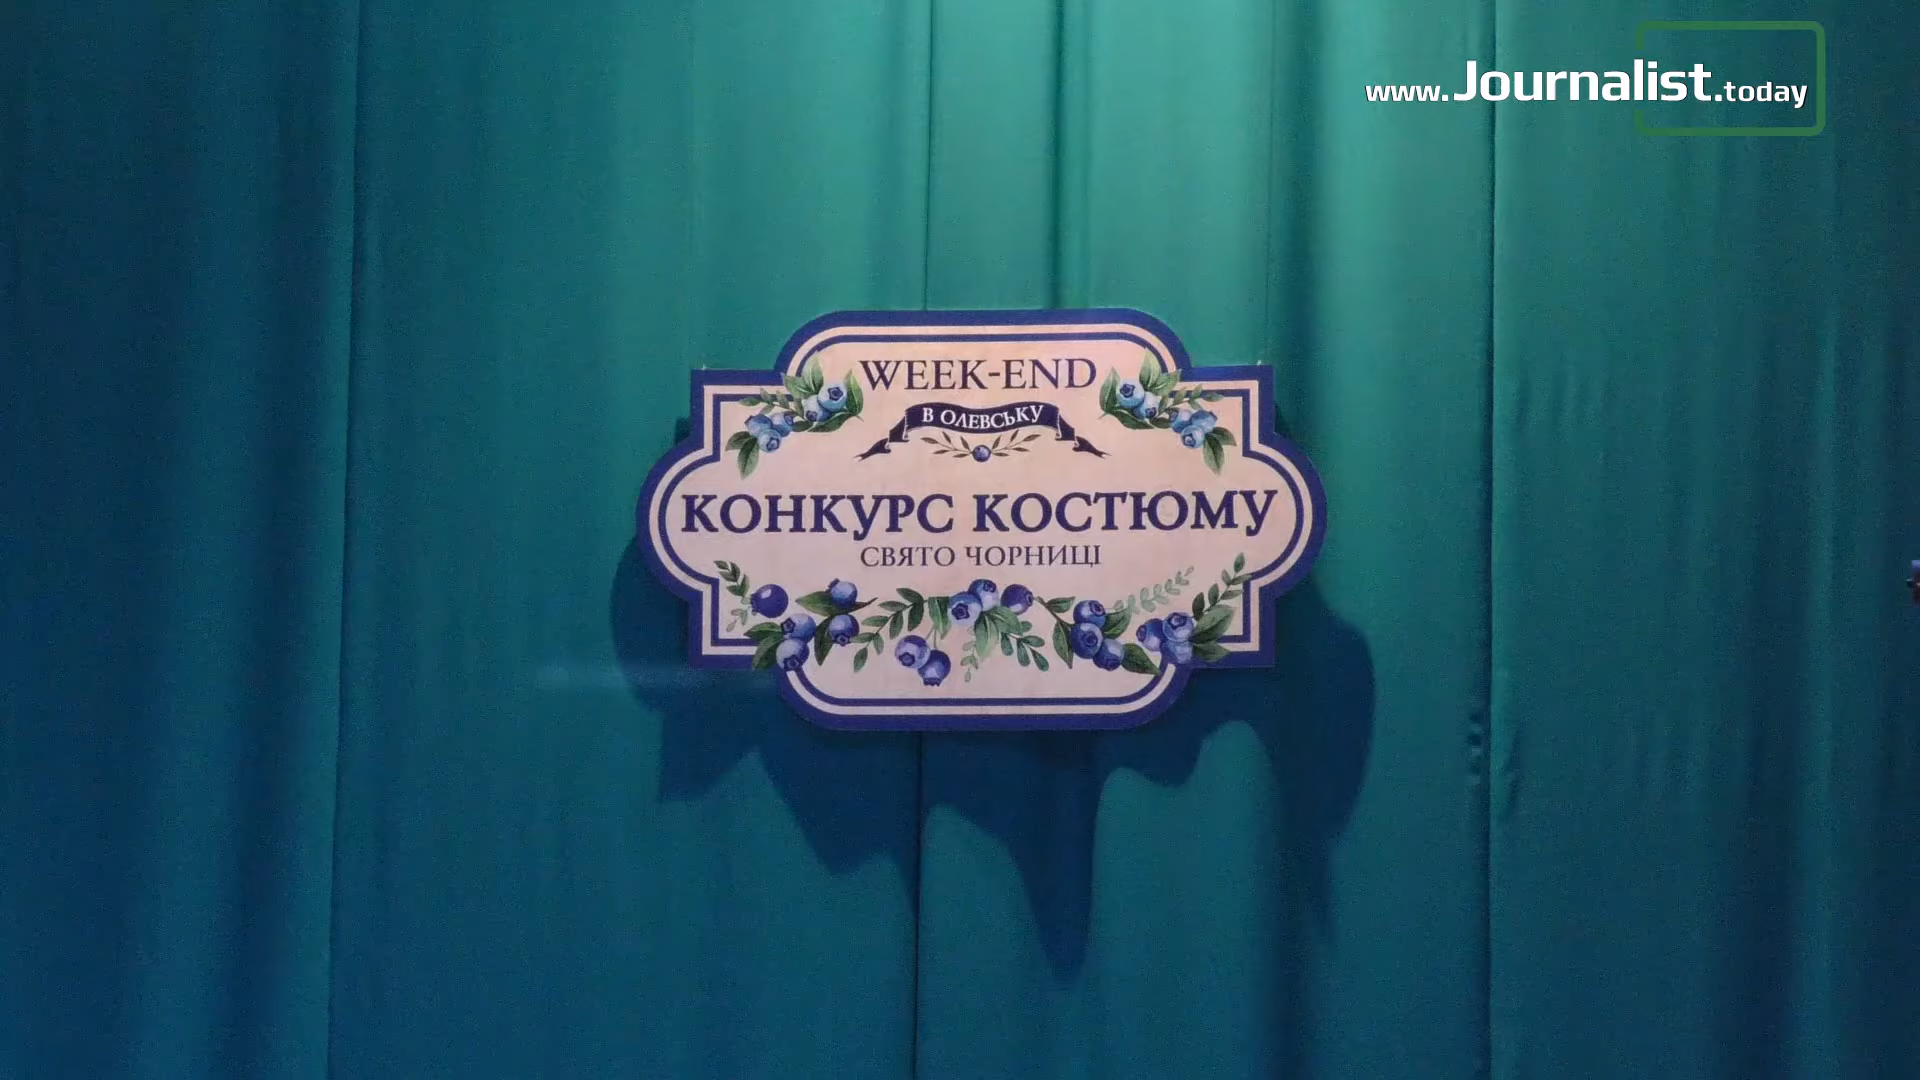 www.Journalist.today
WEEK-END
В ОЛЕВСЬКУ
КОНКУРС КОСТЮМУ
СВЯТО ЧОРНИЦІ